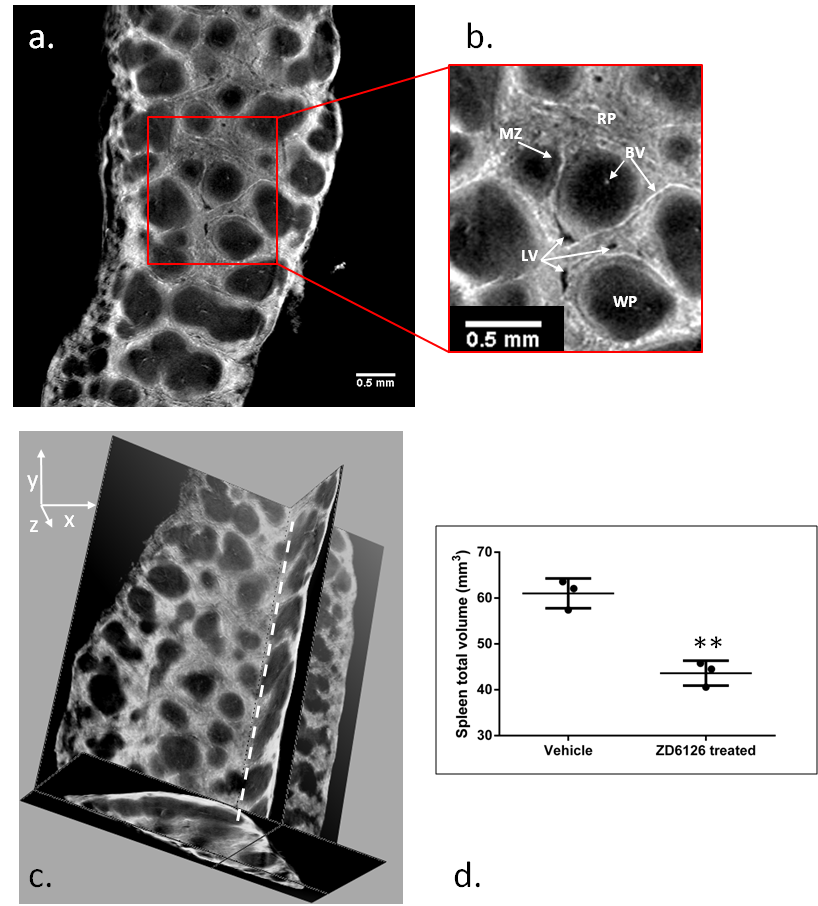 a.
0.5 mm
b.
RP
MZ
BV
LV
WP
0.5 mm
y
z
x
c.
Spleen total volume (mm³)
70
60
50
40
30
**
Vehicle
ZD6126 treated
d.